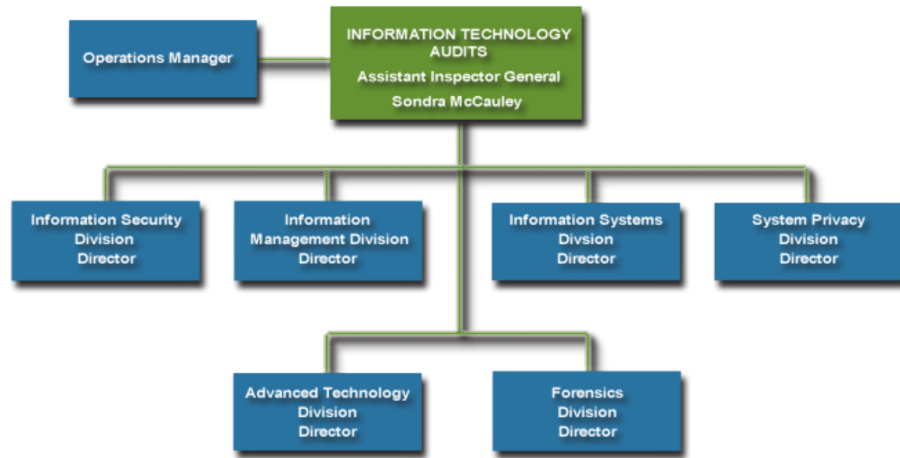 Operations Manager
INFORMATION TECHNOLOGY
AUDITS
Assistant Inspector General
Sondra McCauley
Information Security
Division
Director
Information
Management Division
Director
Information Systems
Divsion
Director
System Privacy
Division
Director
Advanced Technology
Division
Director
Forensics
Division
Director